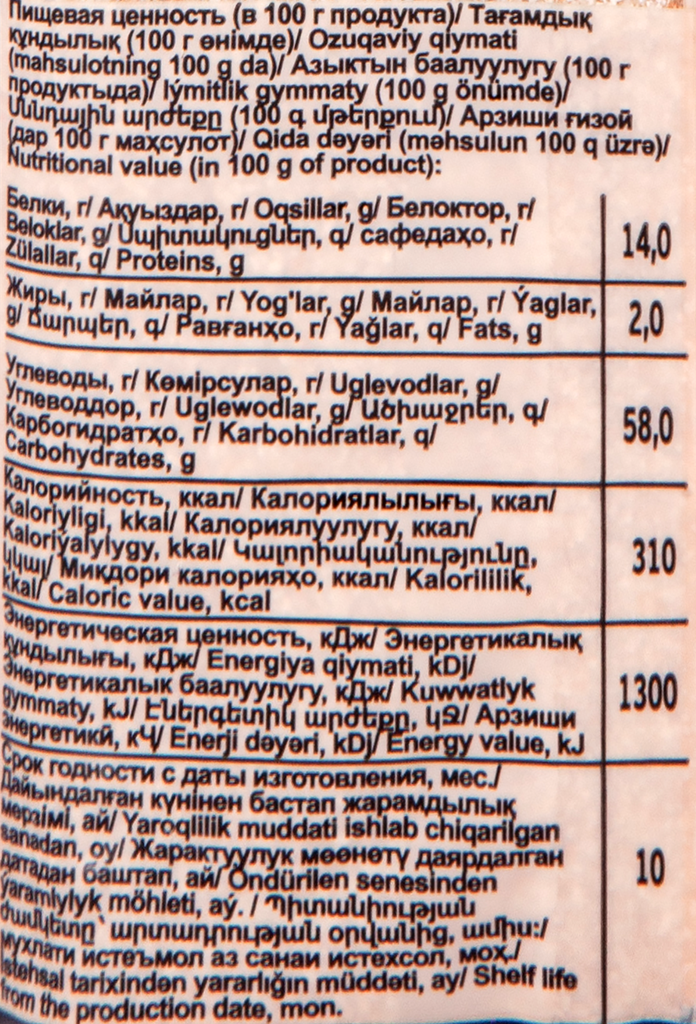 Пищевая ценность (в 100 г продукта)/ Тағамдық
құндылық (100 г өнімде)/ Ozuqaviy qiymati
(mahsulotning 100 g da)/ Азыктын баалуулугу (100 г
продуктыда)/ Iýmitlik gymmaty (100 g önümde)/
Սննդային արժեքը (100 գ մթերքում)/ Арзиши ғизой
(дар 100 г маҳсулот)/ Qida dəyəri (məhsulun 100 q üzrə)/
Nutritional value (in 100 g of product):
Белки, г/ Ақуыздар, г/ Oqsillar, g/ Белоктор, г/
Beloklar, g/ Սպիտակուցներ, գ/ сафедаҳо, г/
Zülallar, q/ Proteins, g
14,0
Жиры, г/ Майлар, г/ Yog'lar, g/ Майлар, г/ Ýaglar,
g/ Ճարպեր, գ/ Равғанҳо, г/ Yağlar, q/ Fats, g
2,0
Углеводы, г/ Көмірсулар, г/ Uglevodlar, g/
Углеводдор, г/ Uglewodlar, g/ Ածխաջրեր, գ/
Карбогидратҳо, г/ Karbohidratlar, q/
Carbohydrates, g
58,0
Калорийность, ккал/ Калориялылығы, ккал/
Kaloriyligi, kkal/ Калориялуулугу, ккал/
Kaloriýalylygy, kkal/ Կալորիականությունը,
կկալ/ Миқдори калорияҳо, ккал/ Kalorililik,
kkal/ Caloric value, kcal
310
Энергетическая ценность, кДж/ Энергетикалық
құндылығы, кДж/ Energiya qiymati, kDj/
Энергетикалык баалуулугу, кДж/ Kuwwatlyk
gymmaty, kJ/ Էներգետիկ արժեքը, կՋ/ Арзиши
энергетикӣ, кҶ/ Enerji dəyəri, kDj/ Energy value, kJ
1300
Срок годности с даты изготовления, мес./
Дайындалған күнінен бастап жарамдылық
мерзімі, ай/ Yaroqlilik muddati ishlab chiqarilgan
sanadan, oy/ Жарактуулук мөөнөтү даярдалган
датадан баштап, ай/ Öndürilen senesinden
ýaramlylyk möhleti, aý. / Պիտանիության
ժամկետը՝ արտադրության օրվանից, ամիս:/
мӯхлати истеъмол аз санаи истеҳсол, моҳ./
Istehsal tarixindən yararlığın müddəti, ay/ Shelf life
from the production date, mon.
10